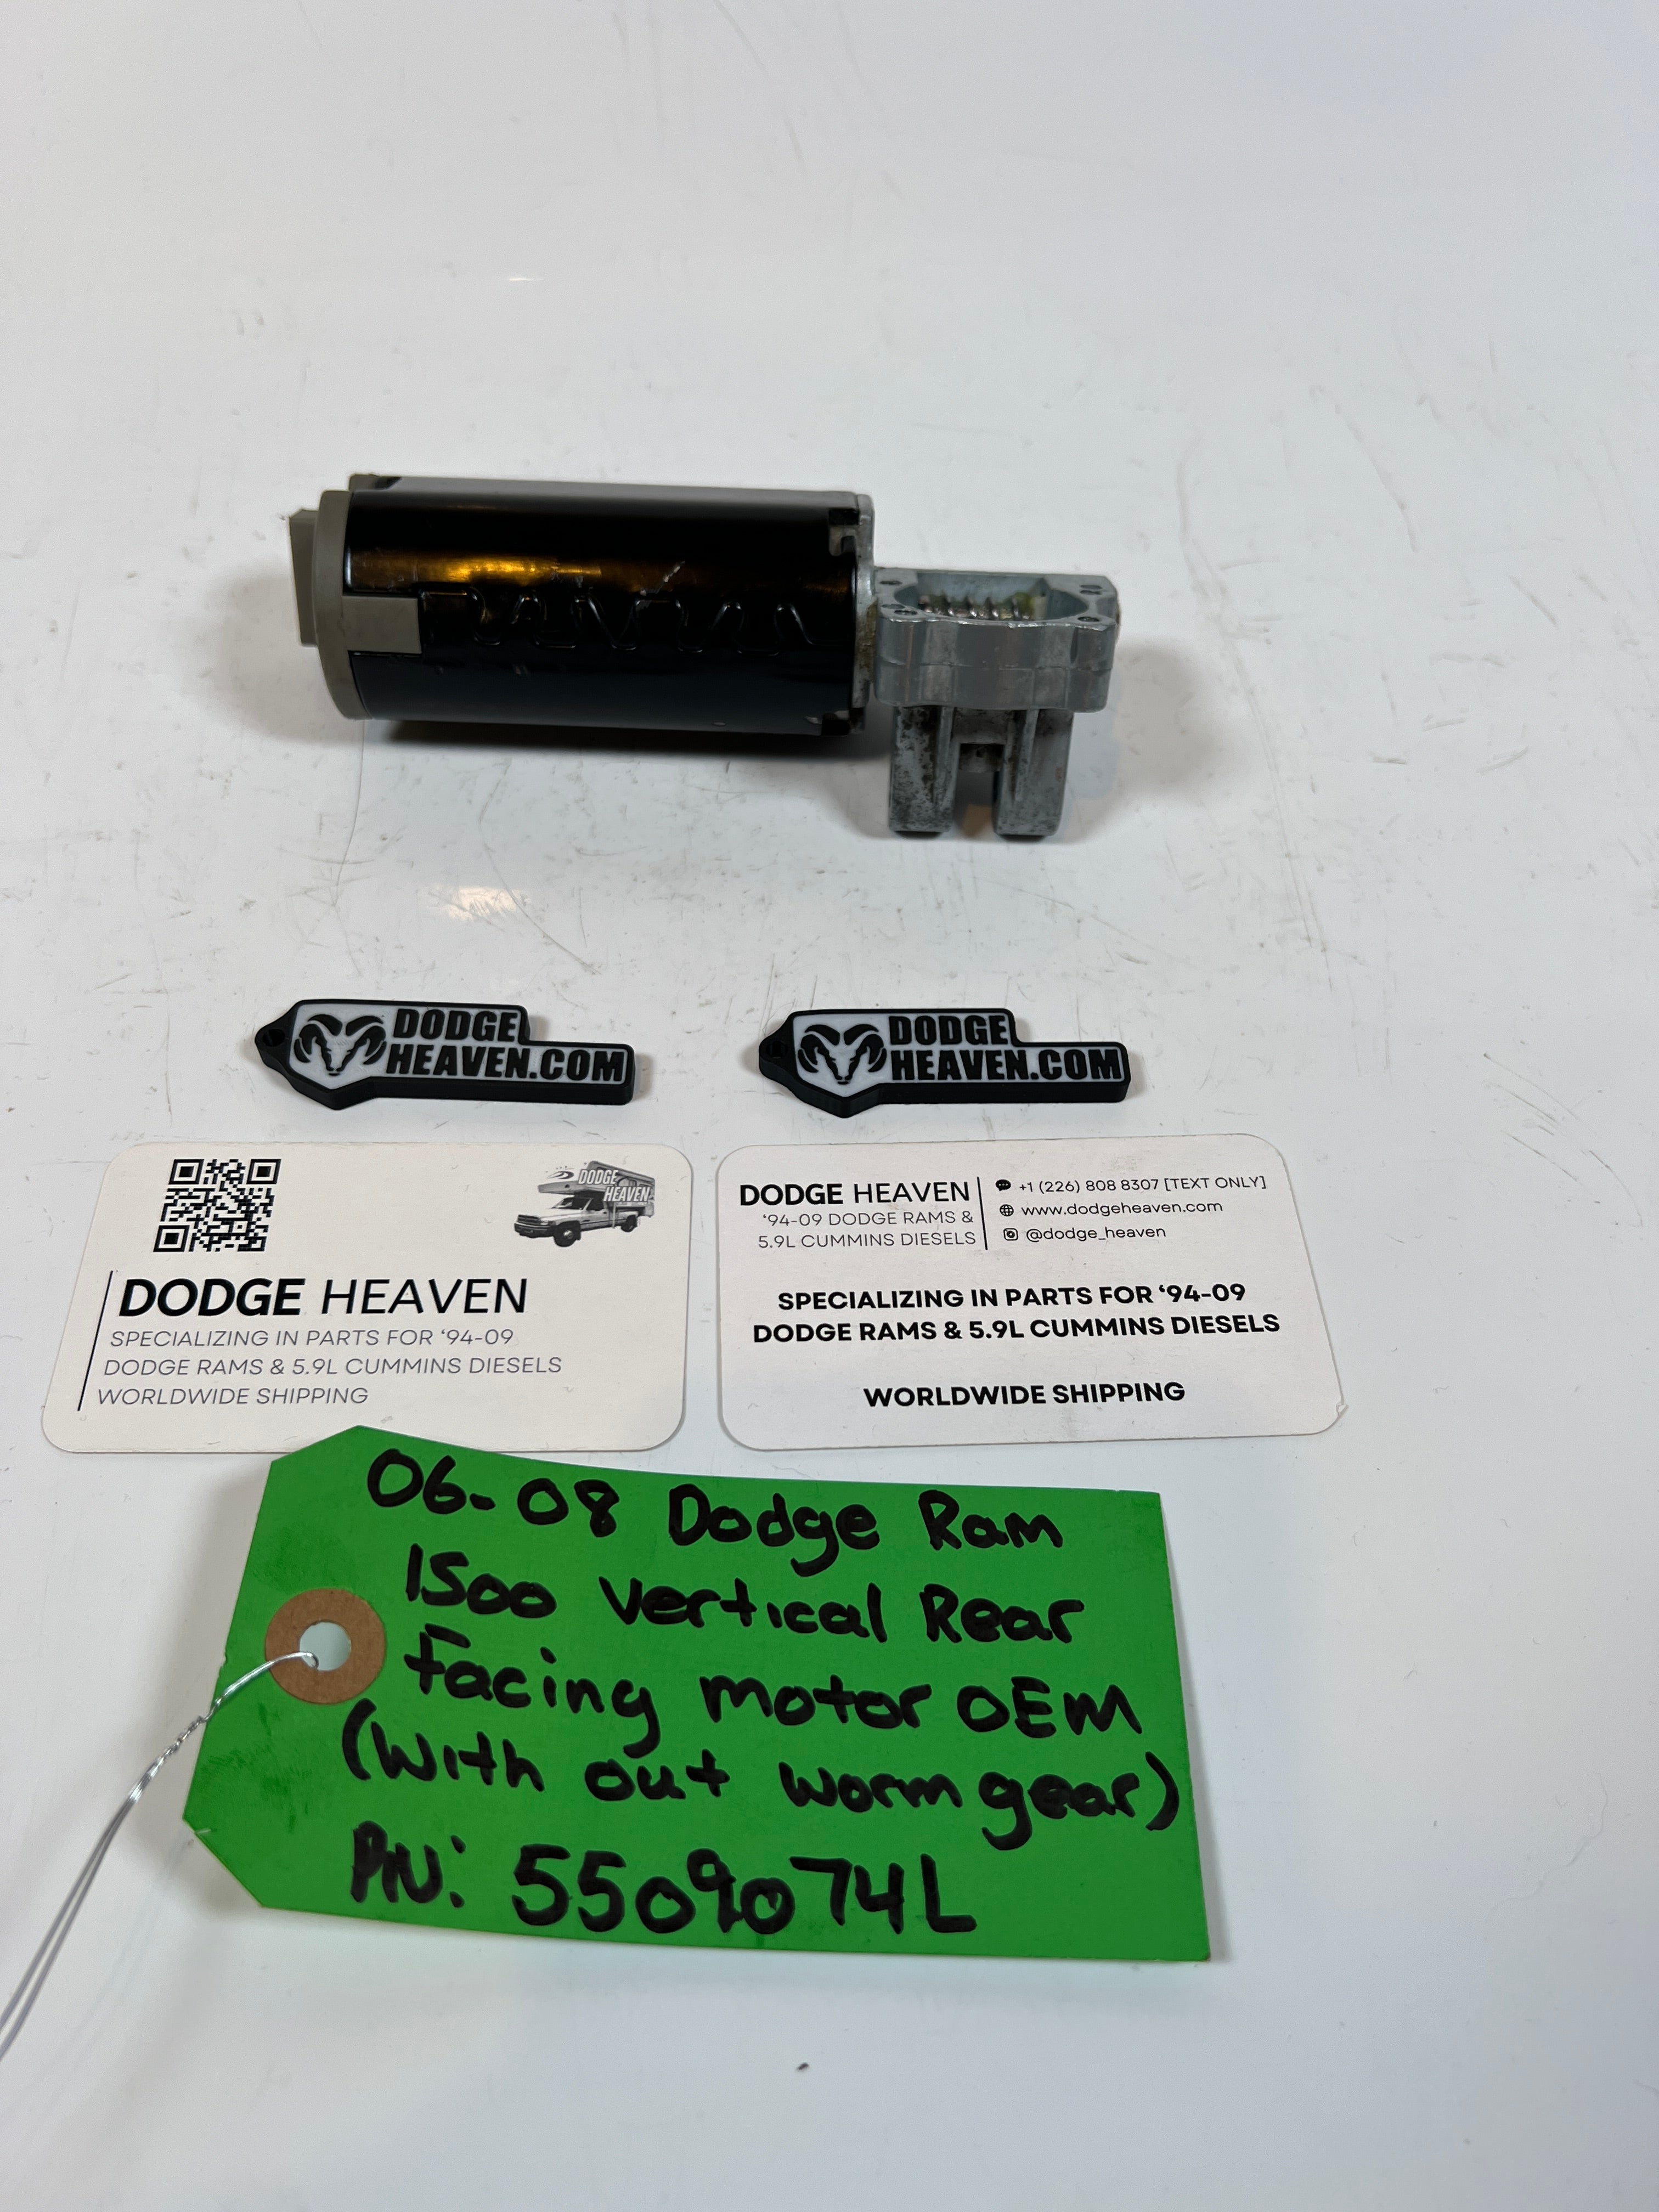 DODGE
HEAVEN.COM
DODGE
HEAVEN.COM
DODGE
HEAVEN
DODGE HEAVEN
SPECIALIZING IN PARTS FOR ‘94-09
DODGE RAMS & 5.9L CUMMINS DIESELS
WORLDWIDE SHIPPING
DODGE HEAVEN
‘94-09 DODGE RAMS &
5.9L CUMMINS DIESELS
+1 (226) 808 8307 [TEXT ONLY]
www.dodgeheaven.com
@dodge_heaven
SPECIALIZING IN PARTS FOR ‘94-09
DODGE RAMS & 5.9L CUMMINS DIESELS
WORLDWIDE SHIPPING
06-08 Dodge Ram
1500 Vertical Rear
Facing motor OEM
(With out worm gear)
PN: 5509074L